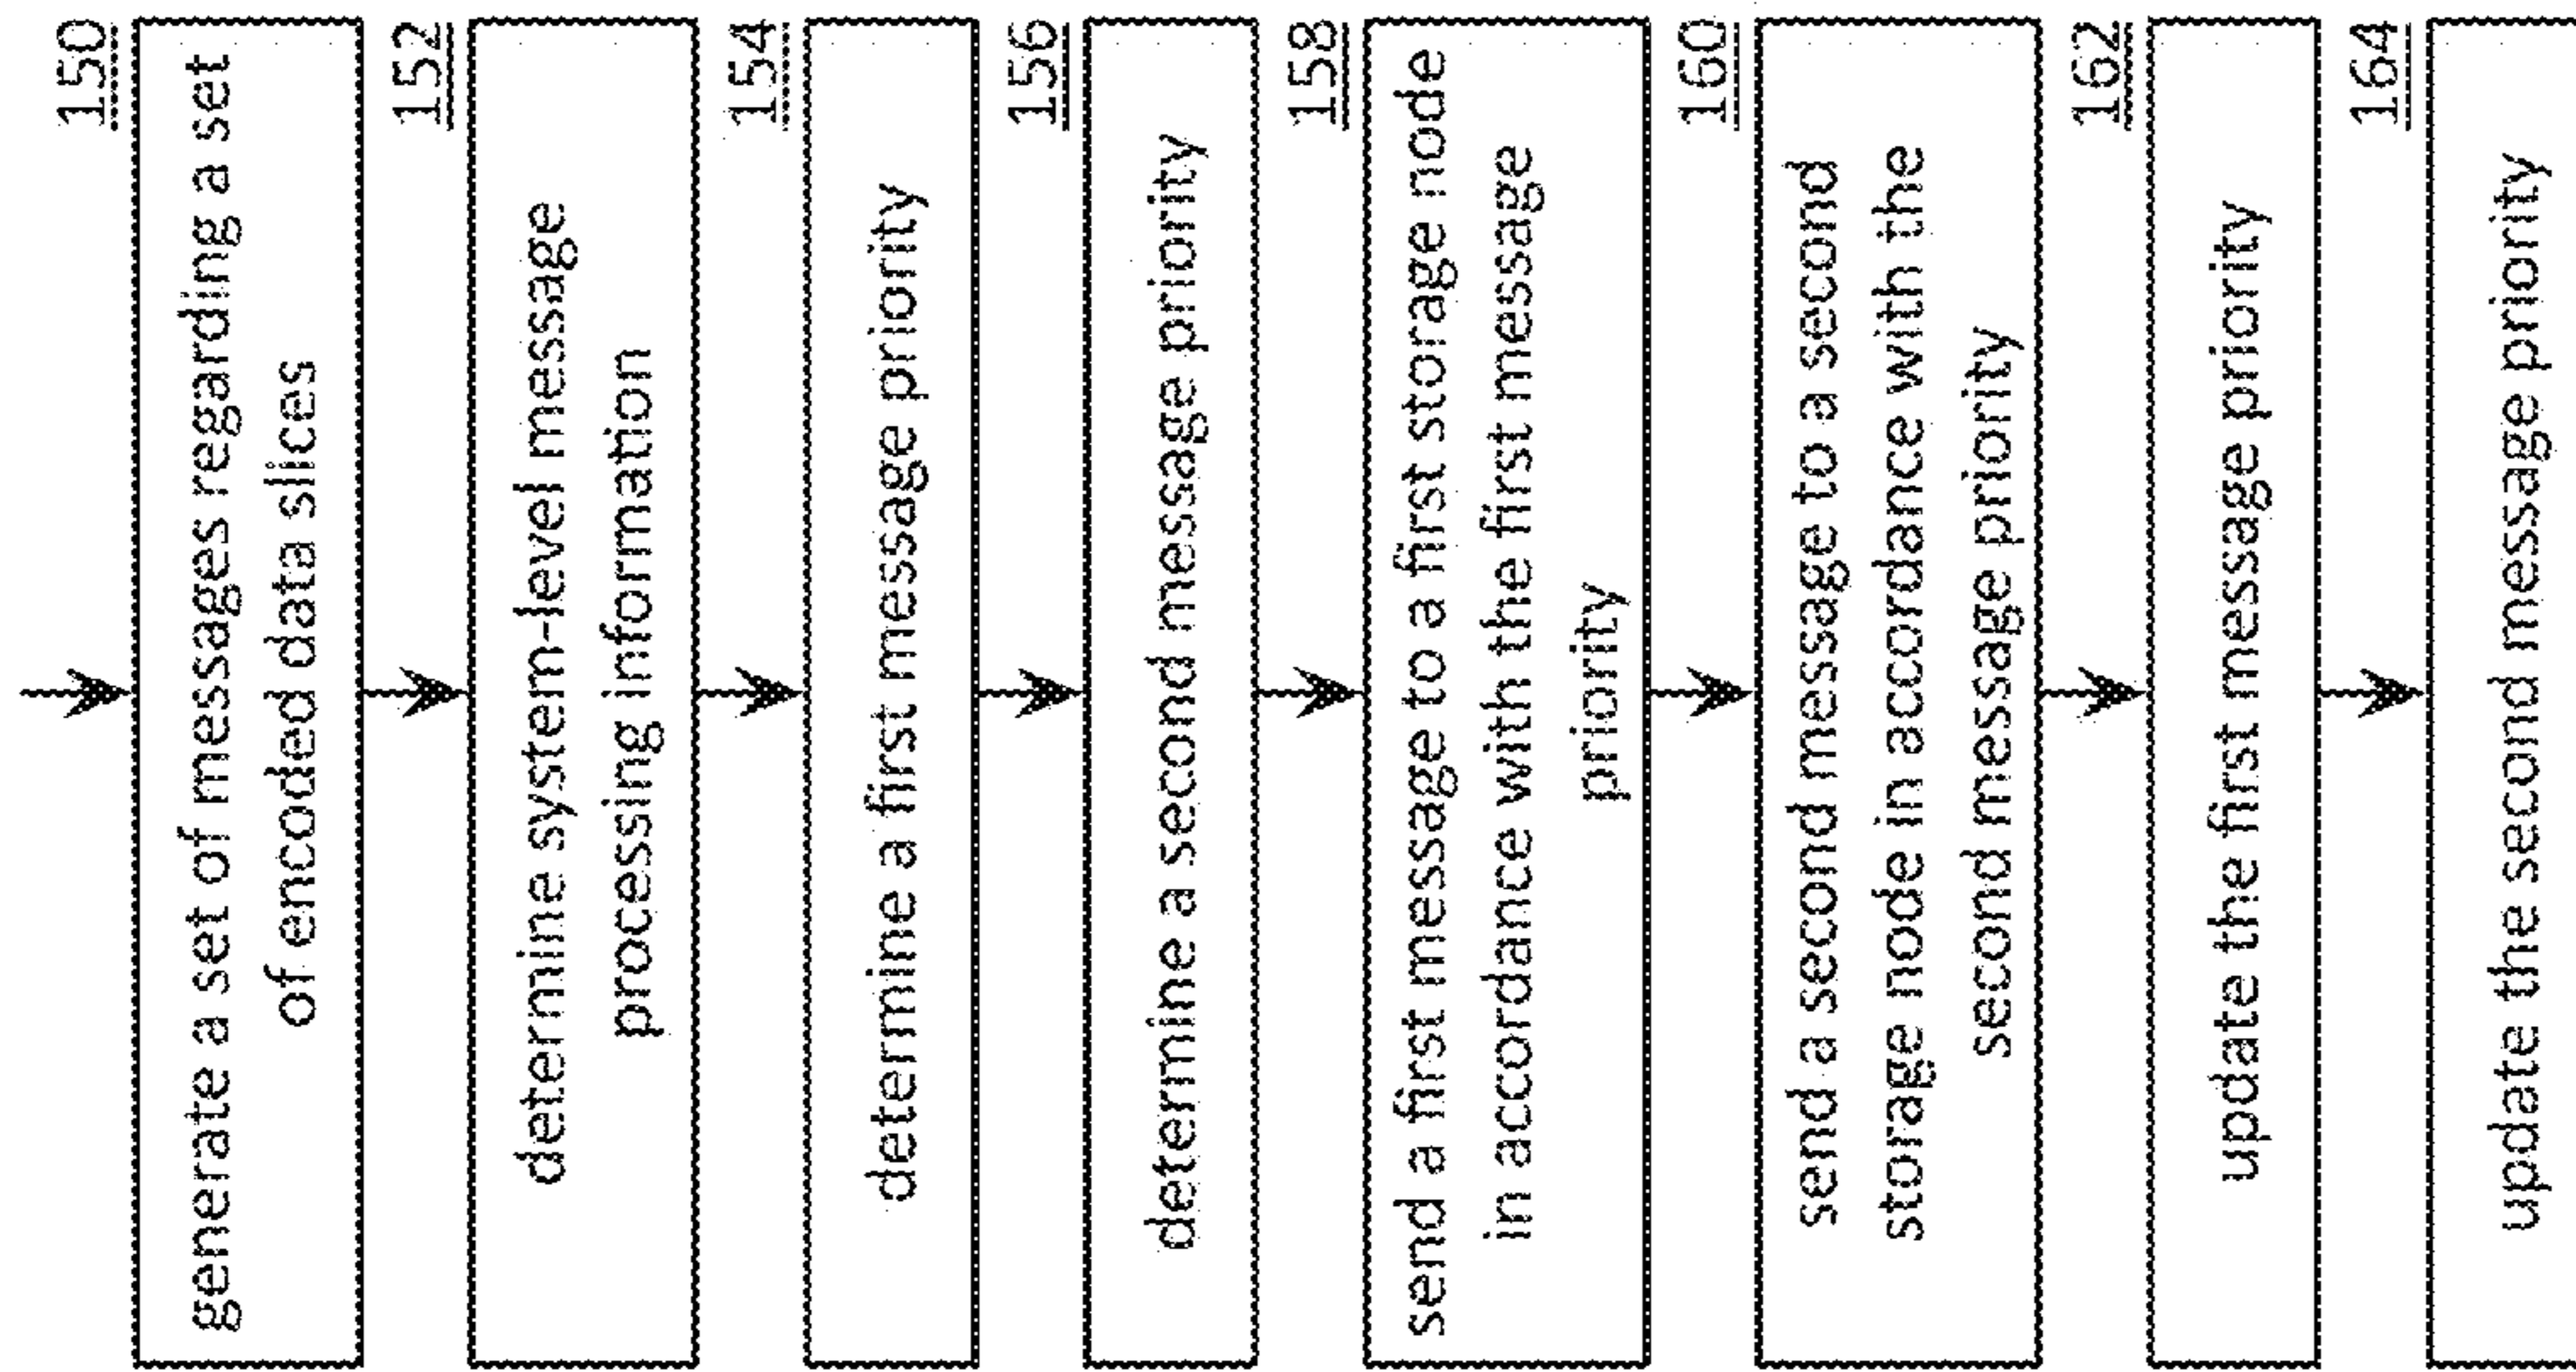 150
generate a set of messages regarding a set
of encoded data slices
152
determine system-level message
processing information
154
determine a first message priority
156
determine a second message priority
158
send a first message to a first storage node
in accordance with the first message
priority
160
send a second message to a second
storage node in accordance with the
second message priority
162
update the first message priority
164
update the second message priority